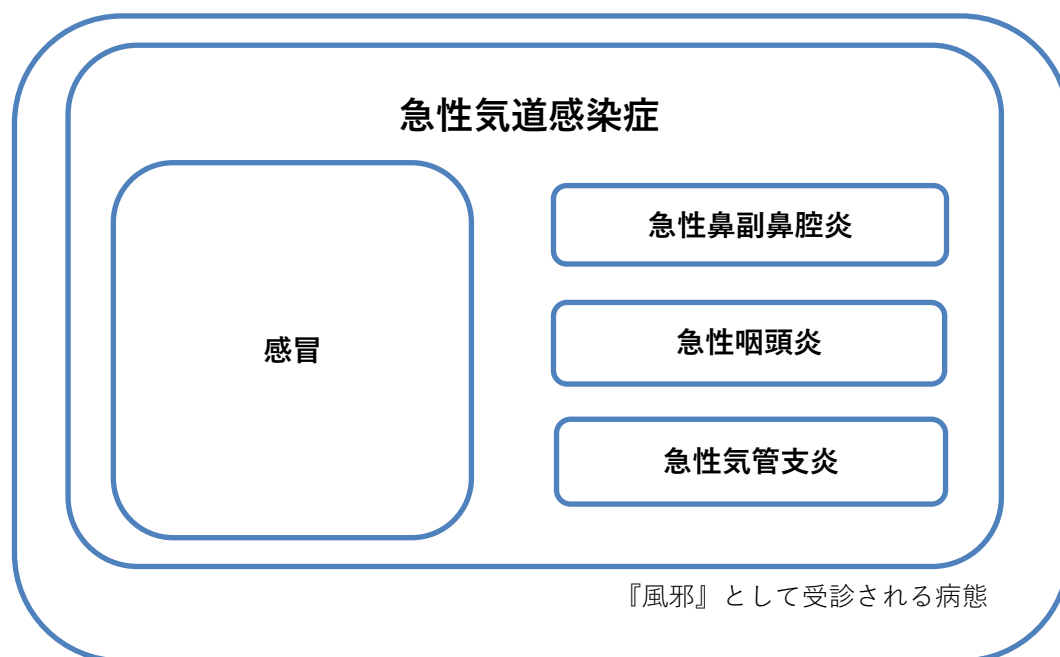 急性気道感染症
感冒
急性鼻副鼻腔炎
急性咽頭炎
急性気管支炎
『風邪』として受診される病態